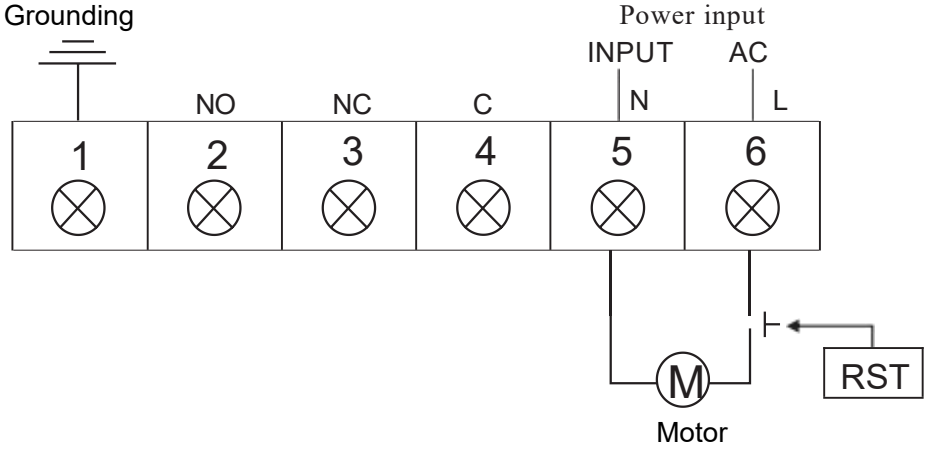 Grounding
Power input
INPUT AC
NO NC C N L
1 2 3 4 5 6
RST
M
Motor